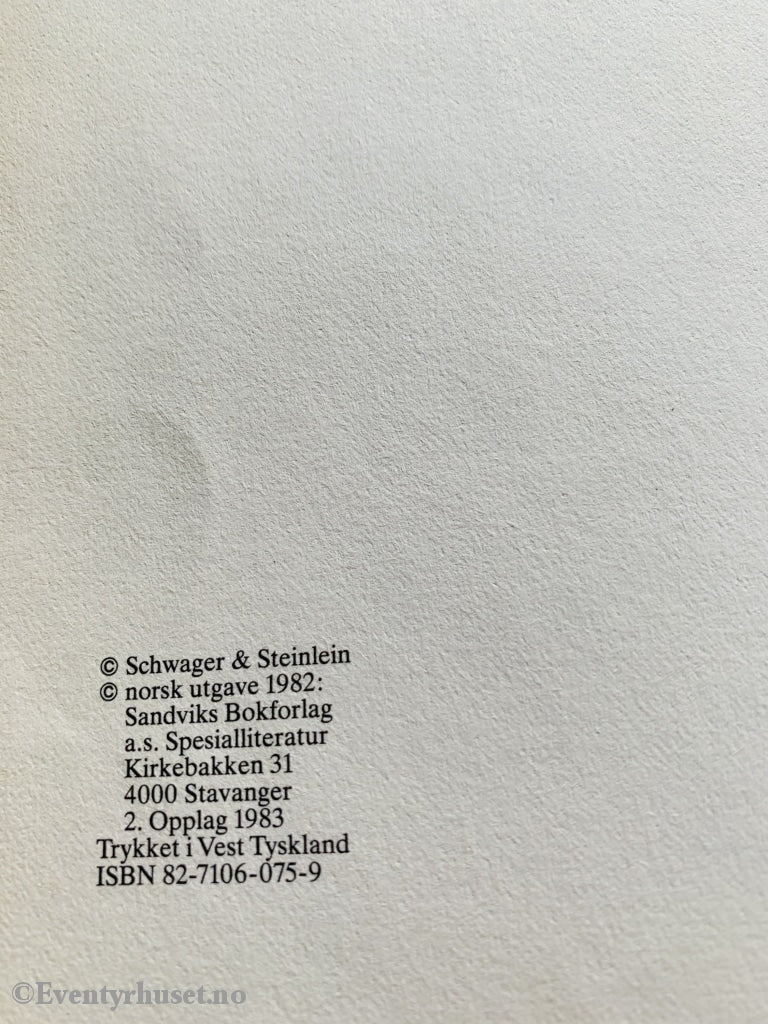 © Schwager & Steinlein
© norsk utgave 1982:
Sandviks Bokforlag
a.s. Spesialliteratur
Kirkebakken 31
4000 Stavanger
2. Opplag 1983
Trykket i Vest Tyskland
ISBN 82-7106-075-9
©Eventyrhuset.no